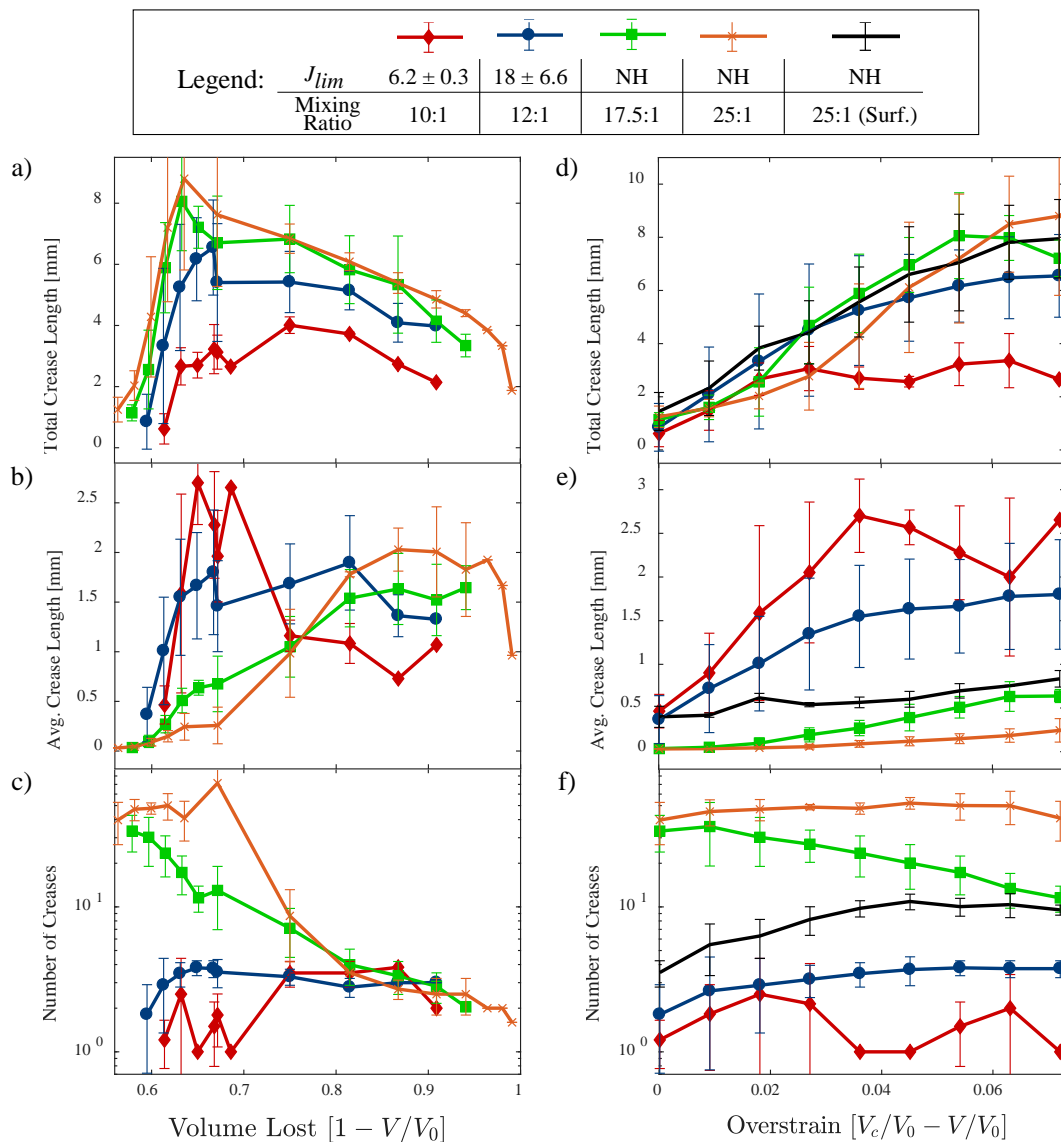 Legend:
J_lim 6.2 ± 0.3 18 ± 6.6 NH NH NH
Mixing Ratio 10:1 12:1 17.5:1 25:1 25:1 (Surf.)
a)
Total Crease Length [mm]
8
6
4
2
0
b)
Avg. Crease Length [mm]
2.5
2
1.5
1
0.5
0
c)
Number of Creases
10^1
10^0
0.6 0.7 0.8 0.9 1
Volume Lost [1 − V/V_0]
d)
Total Crease Length [mm]
10
8
6
4
2
0
e)
Avg. Crease Length [mm]
3
2.5
2
1.5
1
0.5
0
f)
Number of Creases
10^1
10^0
0 0.02 0.04 0.06
Overstrain [V_c/V_0 − V/V_0]